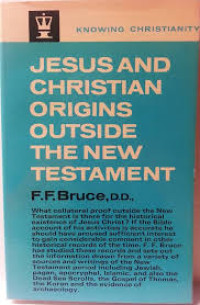 KNOWING CHRISTIANITY
JESUS AND
CHRISTIAN
ORIGINS
OUTSIDE
THE NEW
TESTAMENT
F.F. Bruce, D.D.,
What collateral proof outside the New
Testament is there for the historical
existence of Jesus Christ? If the Bible
account of his activities is accurate he
should have aroused sufficient interest
to gain considerable comment in other
historical records of the time. F. F. Bruce
has studied these records and sets out
the information drawn from a variety of
sources and writings of the New
Testament period including Jewish,
pagan, apocryphal, Islamic, and also the
Dead Sea Scrolls, the Gospel of Thomas,
the Koran and the evidence of
archaeology.